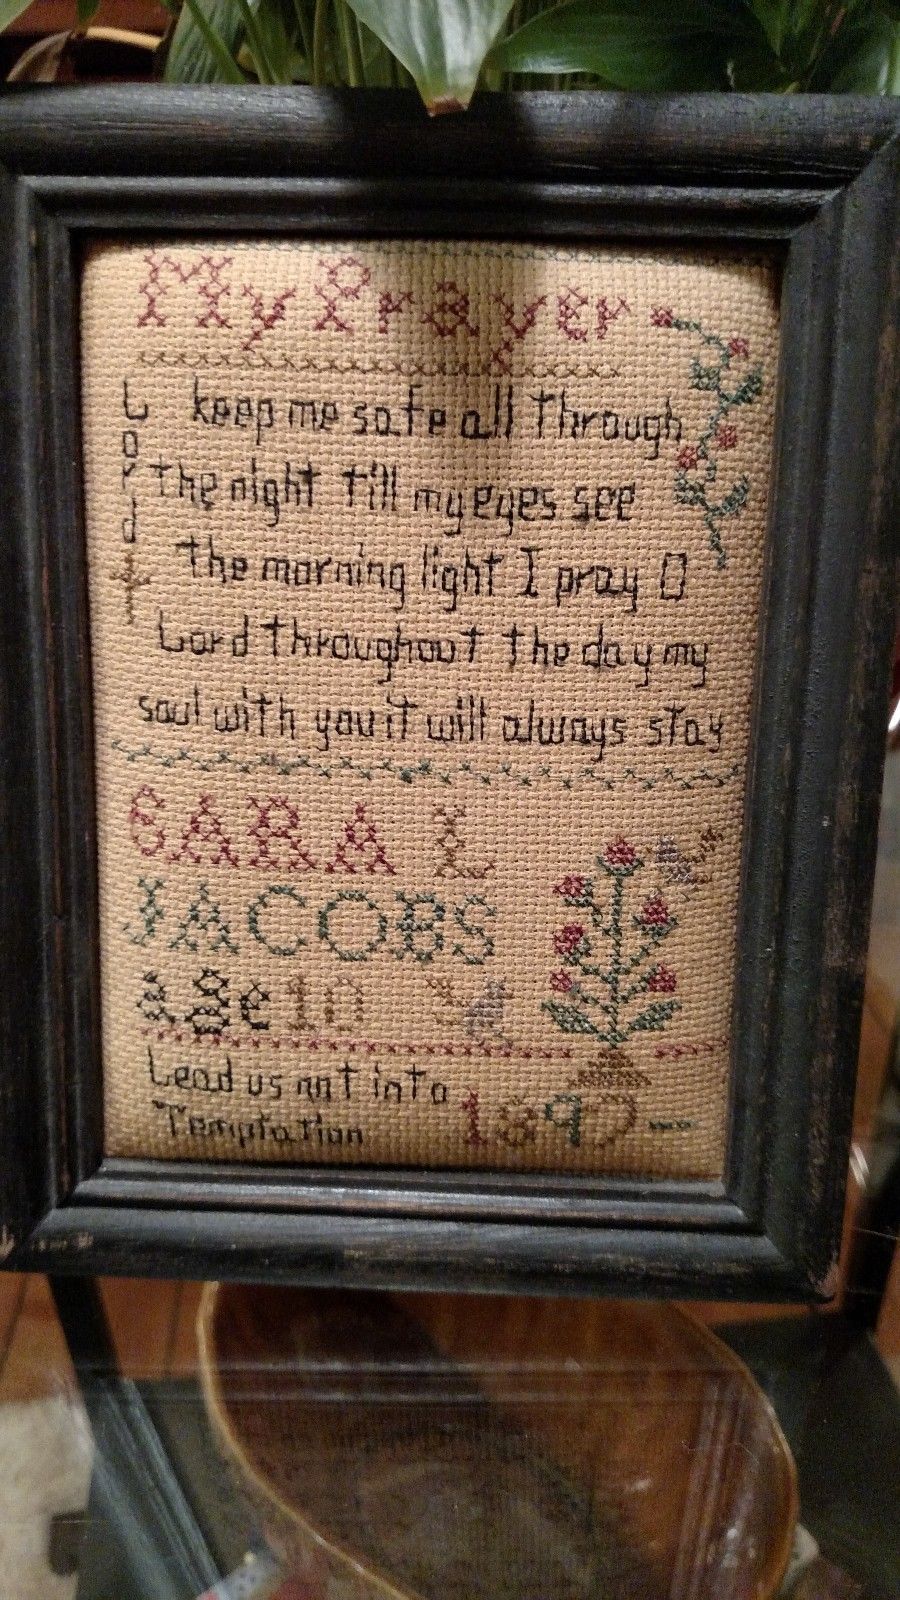 My Prayer
Lord
keep me safe all Through
The night Till my eyes see
The morning light I pray O
Lord Throughout The day my
soul with you iT will always stay
SARA L
JACOBS
age 10
Lead us not into
Temptation
1890